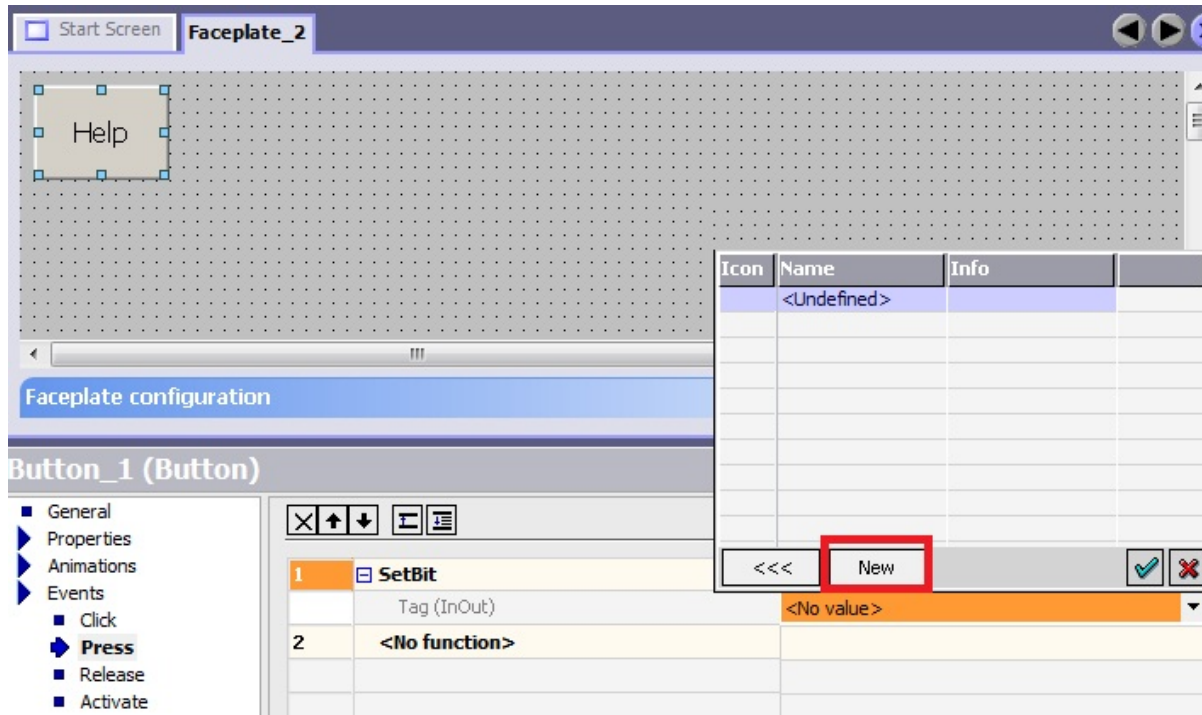 Start Screen
Faceplate_2
Help
Icon Name Info
<Undefined>
Faceplate configuration
Button_1 (Button)
General
Properties
Animations
Events
Click
Press
Release
Activate
<<< New
1 SetBit
Tag (InOut) <No value>
2 <No function>